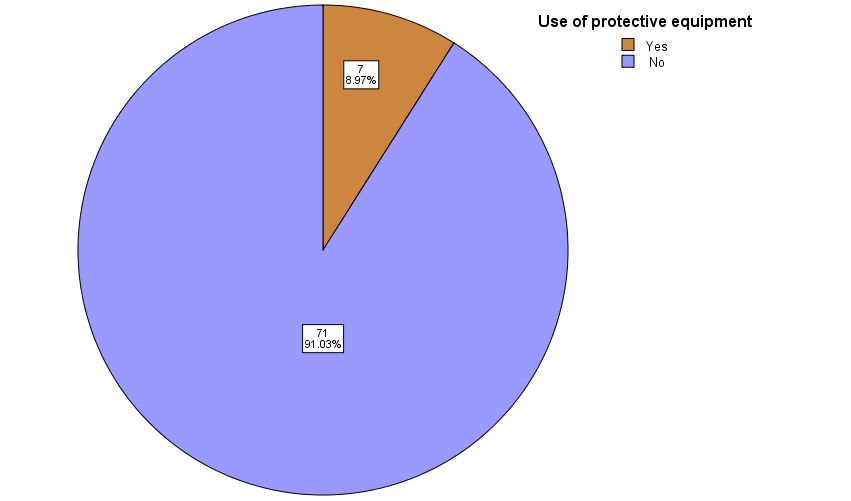 Use of protective equipment
Yes
No
7
8.97%
71
91.03%